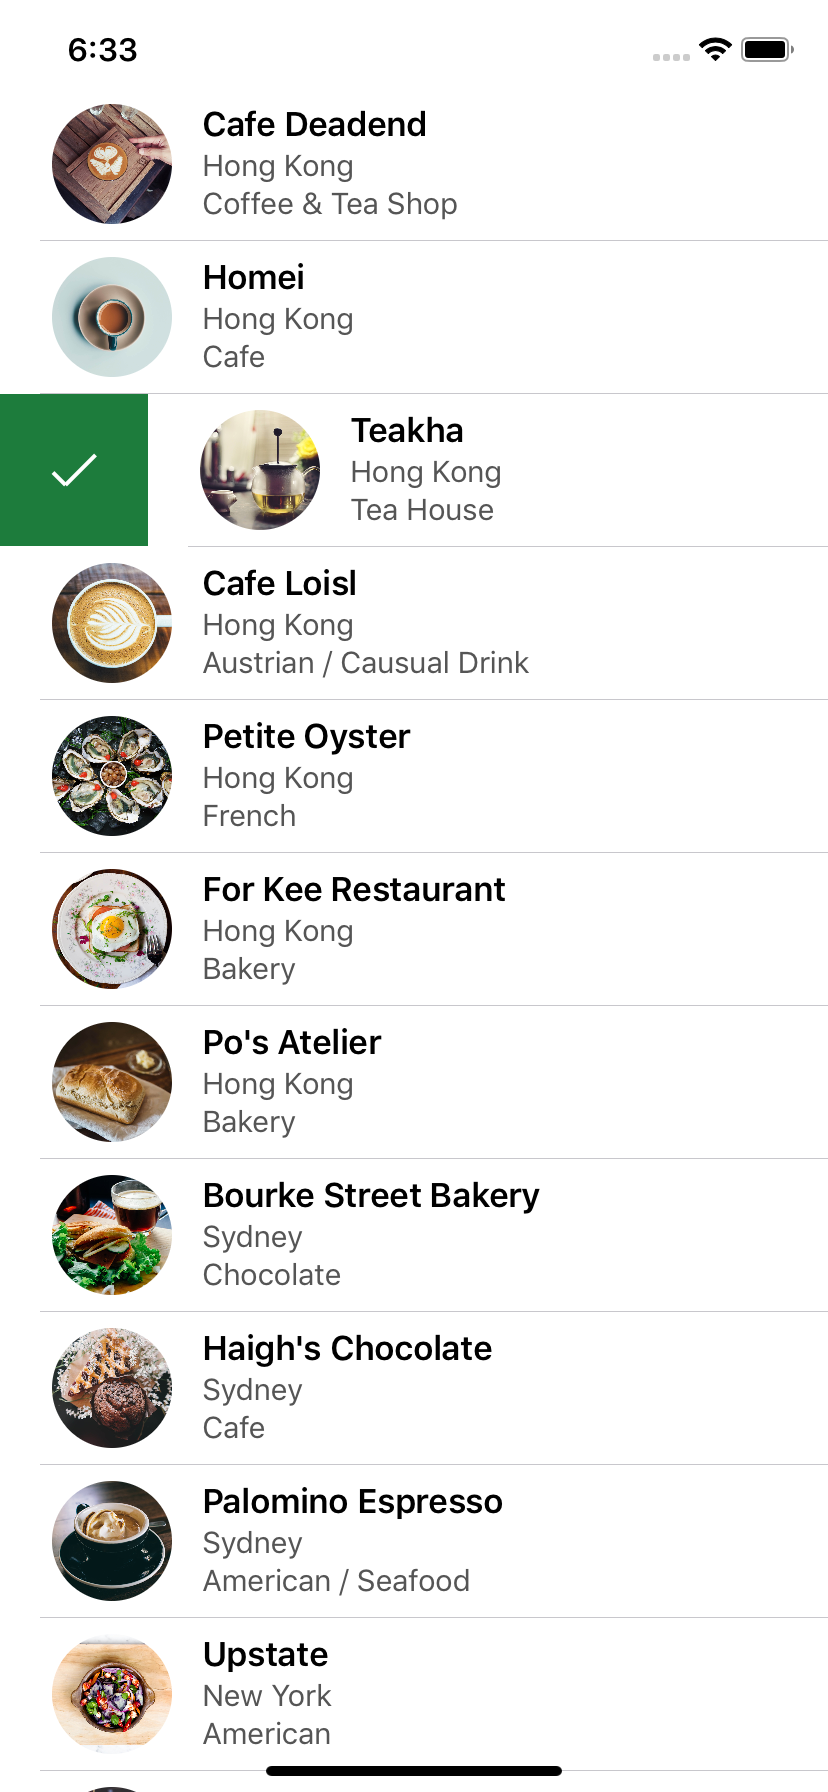 6:33
Cafe Deadend
Hong Kong
Coffee & Tea Shop
Homei
Hong Kong
Cafe
Teakha
Hong Kong
Tea House
Cafe Loisl
Hong Kong
Austrian / Causual Drink
Petite Oyster
Hong Kong
French
For Kee Restaurant
Hong Kong
Bakery
Po's Atelier
Hong Kong
Bakery
Bourke Street Bakery
Sydney
Chocolate
Haigh's Chocolate
Sydney
Cafe
Palomino Espresso
Sydney
American / Seafood
Upstate
New York
American